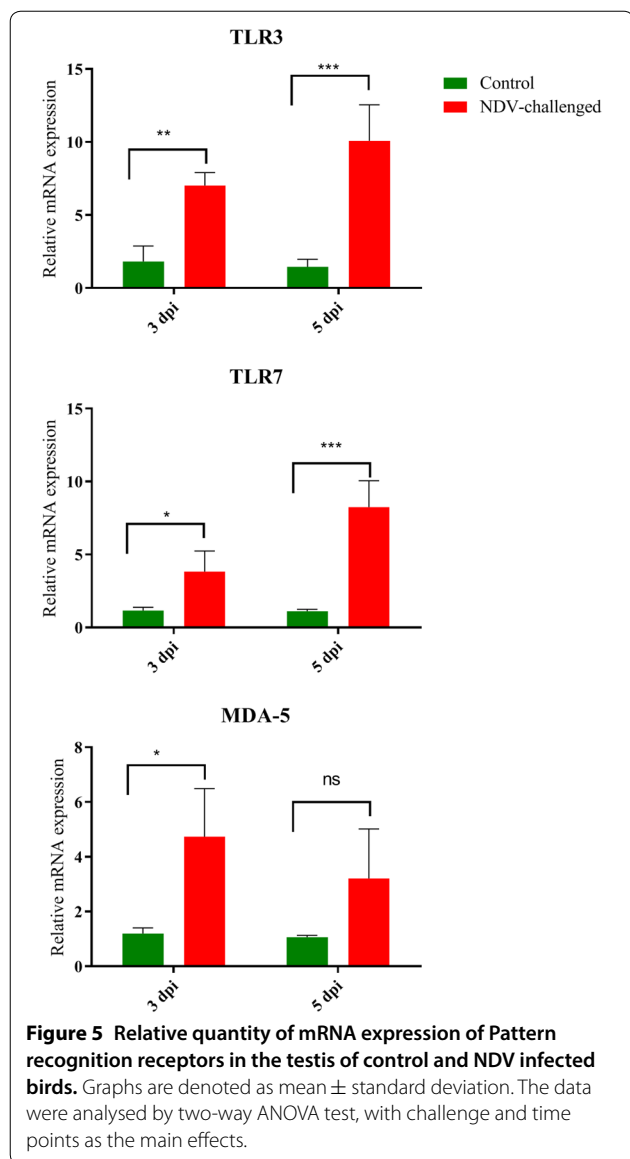 TLR3
Control
NDV-challenged
Relative mRNA expression
15
10
5
0
**
***
3 dpi
5 dpi
TLR7
Relative mRNA expression
15
10
5
0
*
***
3 dpi
5 dpi
MDA-5
Relative mRNA expression
8
6
4
2
0
*
ns
3 dpi
5 dpi
Figure 5 Relative quantity of mRNA expression of Pattern
recognition receptors in the testis of control and NDV infected
birds. Graphs are denoted as mean ± standard deviation. The data
were analysed by two-way ANOVA test, with challenge and time
points as the main effects.